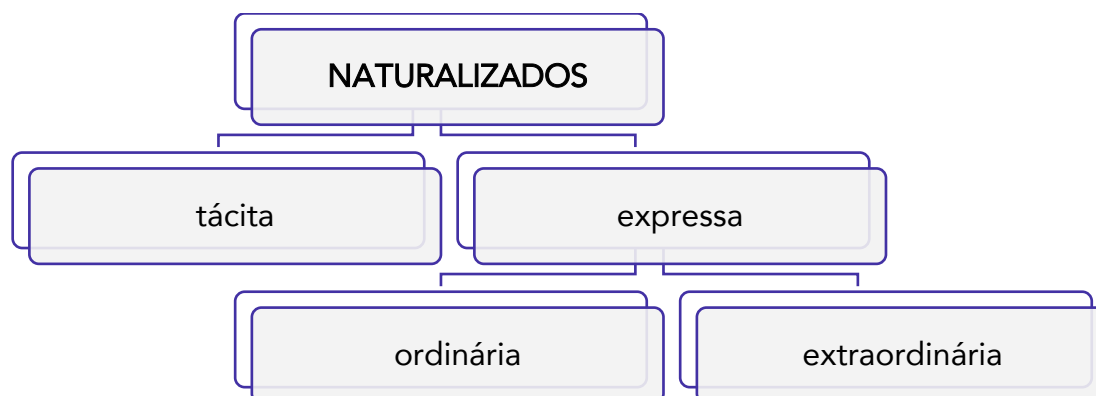 NATURALIZADOS
tácita
expressa
ordinária
extraordinária